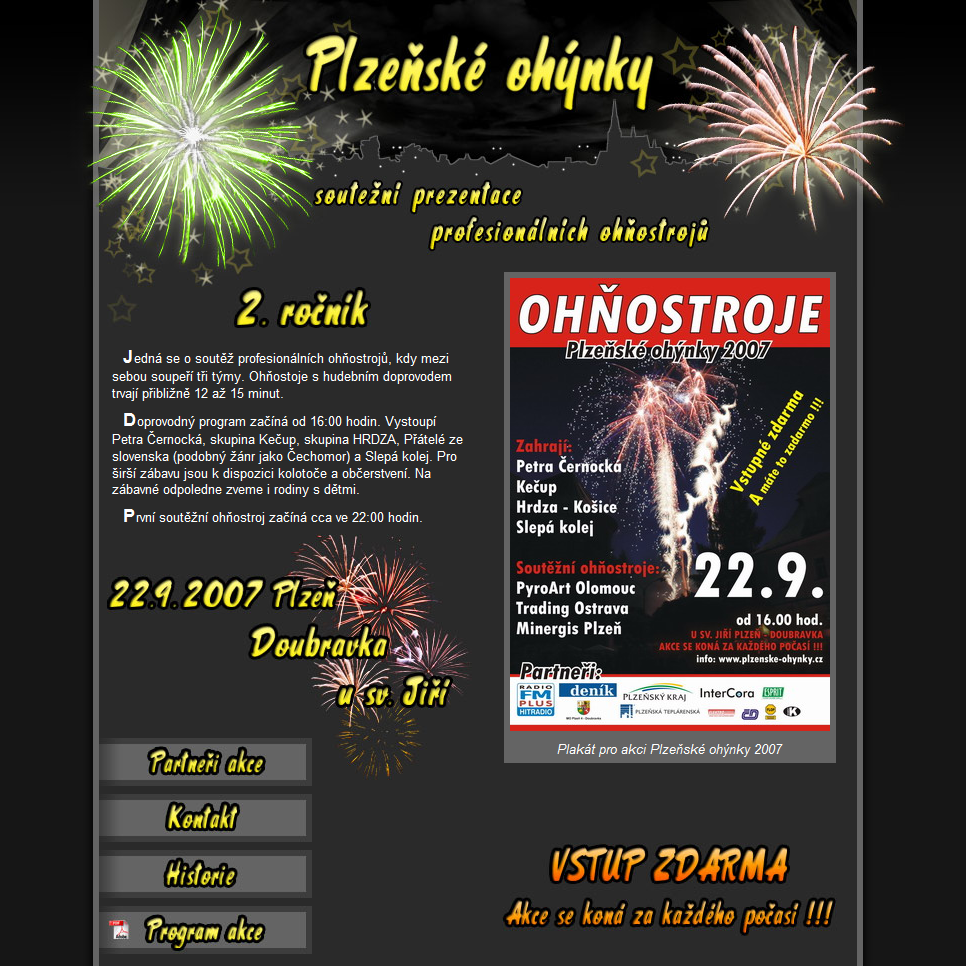 Plzeňské ohýnky
soutežní prezentace
profesionálních ohňostrojů
2. ročník
Jedná se o soutěž profesionálních ohňostrojů, kdy mezi
sebou soupeří tři týmy. Ohňostoje s hudebním doprovodem
trvají přibližně 12 až 15 minut.
Doprovodný program začíná od 16:00 hodin. Vystoupí
Petra Černocká, skupina Kečup, skupina HRDZA, Přátelé ze
slovenska (podobný žánr jako Čechomor) a Slepá kolej. Pro
širší zábavu jsou k dispozici kolotoče a občerstvení. Na
zábavné odpoledne zveme i rodiny s dětmi.
První soutěžní ohňostroj začíná cca ve 22:00 hodin.
22.9.2007 Plzeň
Doubravka
u sv. Jiří
Partneři akce
Kontakt
Historie
Program akce
OHŇOSTROJE
Plzeňské ohýnky 2007
Vstupné zdarma
A máte to zadarmo !!!
Zahrají:
Petra Černocká
Kečup
Hrdza - Košice
Slepá kolej
Soutěžní ohňostroje:
PyroArt Olomouc
Trading Ostrava
Minergis Plzeň
22.9.
od 16.00 hod.
U SV. JIŘÍ PLZEŇ - DOUBRAVKA
AKCE SE KONÁ ZA KAŽDÉHO POČASÍ !!!
info: www.plzenske-ohynky.cz
Partneři:
RADIO
FM
PLUS
HITRADIO
deník
MO Plzeň 4 - Doubravka
PLZEŇSKÝ KRAJ
PLZEŇSKÁ TEPLÁRENSKÁ
InterCora
ESPRIT
ČD
K
Plakát pro akci Plzeňské ohýnky 2007
VSTUP ZDARMA
Akce se koná za každého počasí !!!